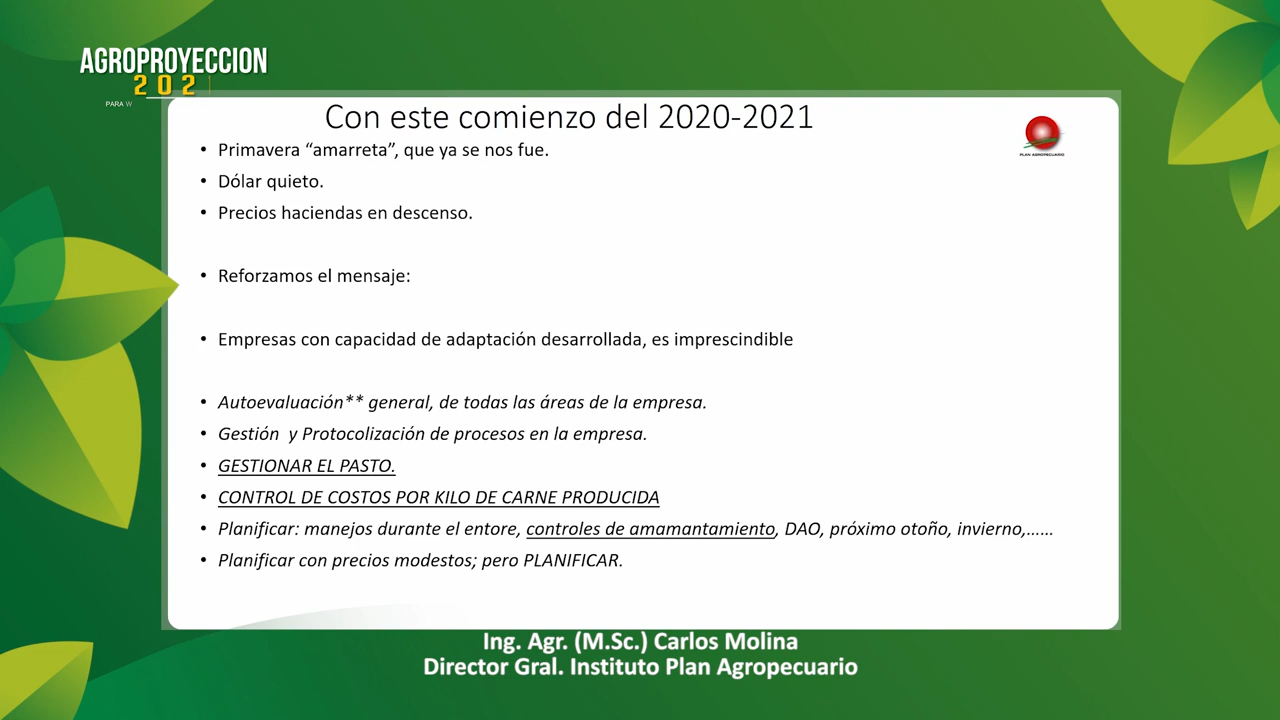 AGROPROYECCION
202
PARA W
Con este comienzo del 2020-2021
PLAN AGROPECUARIO
• Primavera “amarreta”, que ya se nos fue.
• Dólar quieto.
• Precios haciendas en descenso.
• Reforzamos el mensaje:
• Empresas con capacidad de adaptación desarrollada, es imprescindible
• Autoevaluación** general, de todas las áreas de la empresa.
• Gestión y Protocolización de procesos en la empresa.
• GESTIONAR EL PASTO.
• CONTROL DE COSTOS POR KILO DE CARNE PRODUCIDA
• Planificar: manejos durante el entore, controles de amamantamiento, DAO, próximo otoño, invierno,......
• Planificar con precios modestos; pero PLANIFICAR.
Ing. Agr. (M.Sc.) Carlos Molina
Director Gral. Instituto Plan Agropecuario